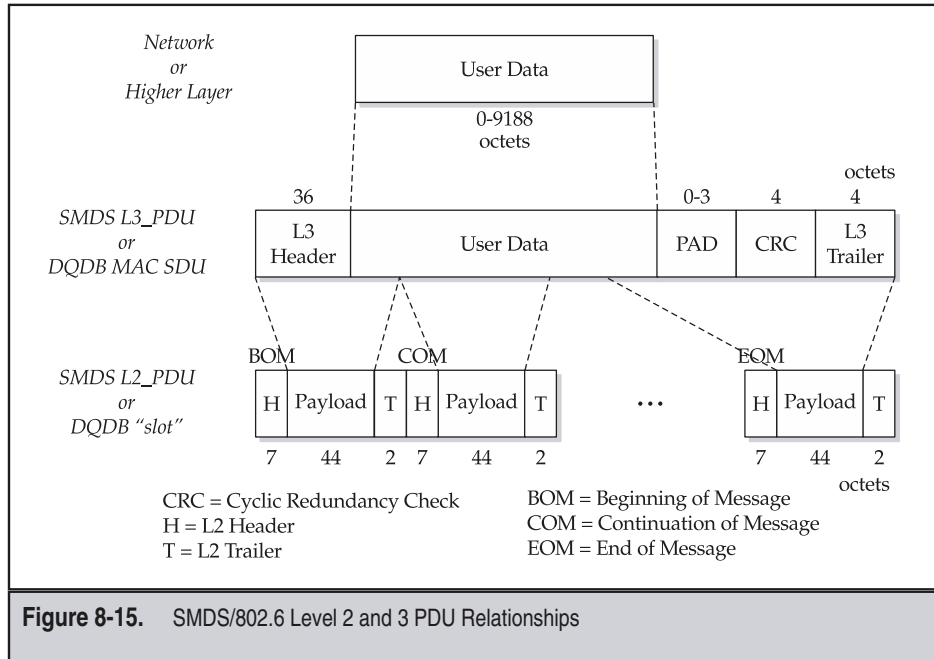 Network
or
Higher Layer
User Data
0-9188
octets
octets
SMDS L3_PDU
or
DQDB MAC SDU
36
0-3
4
4
L3
Header
User Data
PAD
CRC
L3
Trailer
SMDS L2_PDU
or
DQDB “slot”
BOM
COM
EOM
H
Payload
T
H
Payload
T
...
H
Payload
T
7
44
2
7
44
2
7
44
2
octets
CRC = Cyclic Redundancy Check
H = L2 Header
T = L2 Trailer
BOM = Beginning of Message
COM = Continuation of Message
EOM = End of Message
Figure 8-15. SMDS/802.6 Level 2 and 3 PDU Relationships